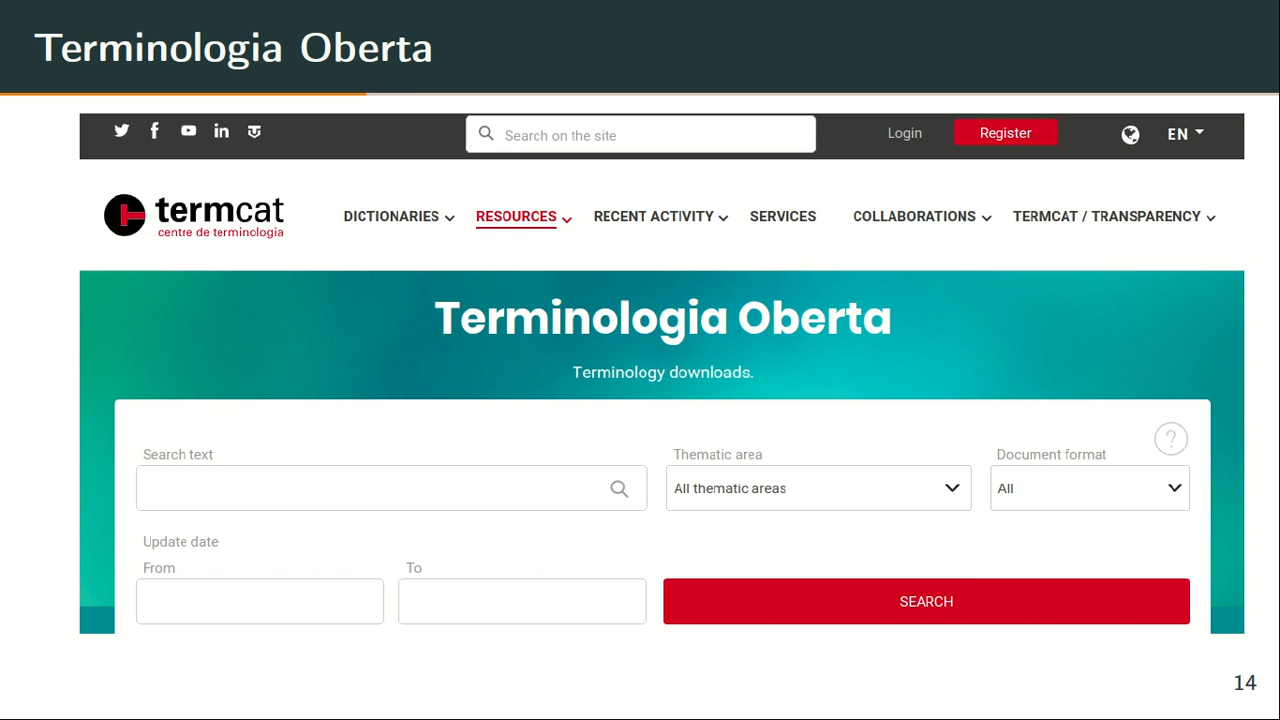 Terminologia Oberta
Search on the site
Login
Register
EN
termcat
centre de terminologia
DICTIONARIES
RESOURCES
RECENT ACTIVITY
SERVICES
COLLABORATIONS
TERMCAT / TRANSPARENCY
Terminologia Oberta
Terminology downloads.
?
Search text
Thematic area
Document format
All thematic areas
All
Update date
From
To
SEARCH
14